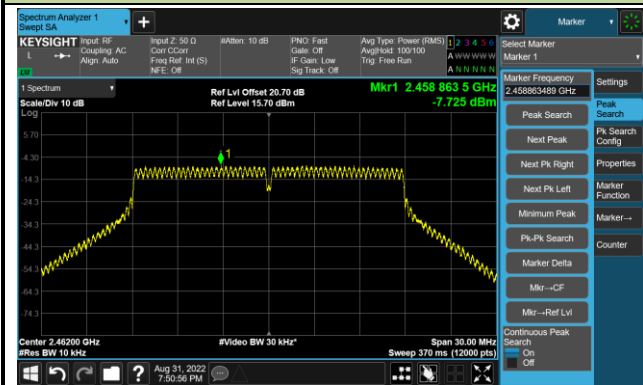 Spectrum Analyzer 1
Swept SA
Marker
KEYSIGHT Input: RF Input Z: 50 Ω #Atten: 10 dB PNO: Fast Avg Type: Power (RMS) 1 2 3 4 5 6
L Coupling: AC Corr CCorr Gate: Off Avg|Hold: 100/100 A W W W W W
Align: Auto Freq Ref: Int (S) IF Gain: Low Trig: Free Run
NFE: Off Sig Track: Off A N N N N N
LM
Select Marker
Marker 1
1 Spectrum
Scale/Div 10 dB
Ref Lvl Offset 20.70 dB
Ref Level 15.70 dBm
Mkr1 2.458 863 5 GHz
-7.725 dBm
Log
5.70
-4.30
-14.3
-24.3
-34.3
-44.3
-54.3
-64.3
-74.3
1
Center 2.46200 GHz #Video BW 30 kHz* Span 30.00 MHz
#Res BW 10 kHz Sweep 370 ms (12000 pts)
Marker Frequency
2.458863489 GHz
Peak Search
Next Peak
Next Pk Right
Next Pk Left
Minimum Peak
Pk-Pk Search
Marker Delta
Mkr→CF
Mkr→Ref Lvl
Continuous Peak
Search
On
Off
Settings
Peak
Search
Pk Search
Config
Properties
Marker
Function
Marker→
Counter
Aug 31, 2022
7:50:56 PM